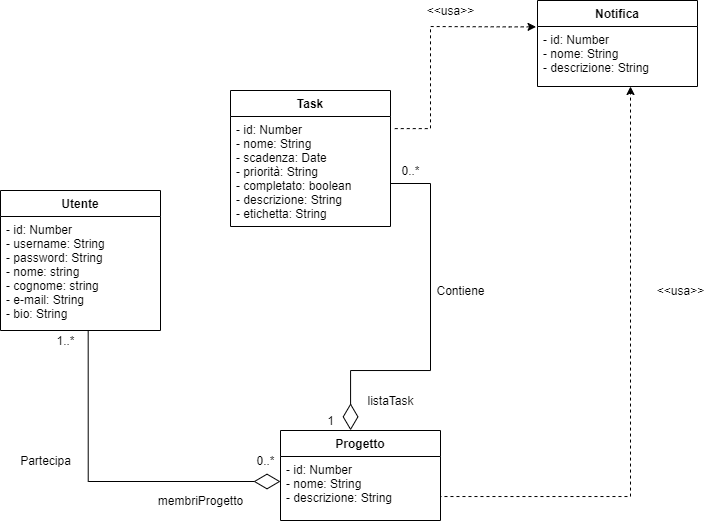 <<usa>>
Notifica
- id: Number
- nome: String
- descrizione: String
Task
- id: Number
- nome: String
- scadenza: Date
- priorità: String
- completato: boolean
- descrizione: String
- etichetta: String
0..*
Utente
- id: Number
- username: String
- password: String
- nome: string
- cognome: string
- e-mail: String
- bio: String
1..*
Contiene
<<usa>>
listaTask
1
Partecipa
0..*
membriProgetto
Progetto
- id: Number
- nome: String
- descrizione: String